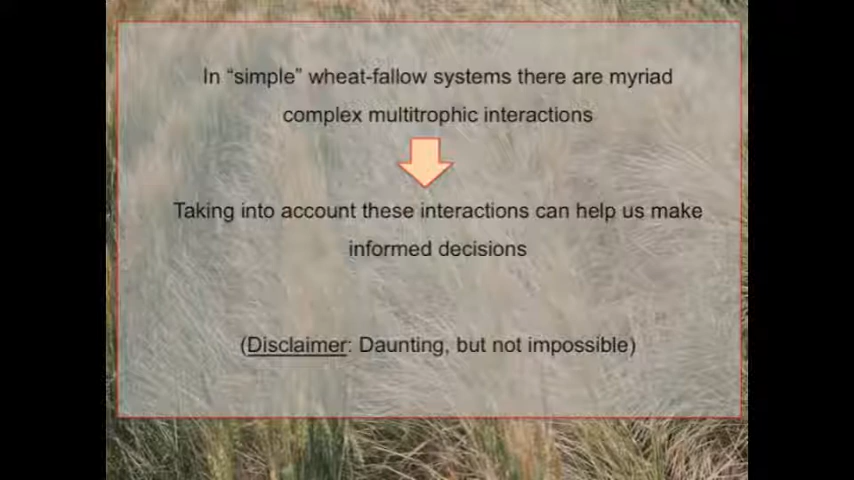 In “simple” wheat-fallow systems there are myriad
complex multitrophic interactions
Taking into account these interactions can help us make
informed decisions
(Disclaimer: Daunting, but not impossible)